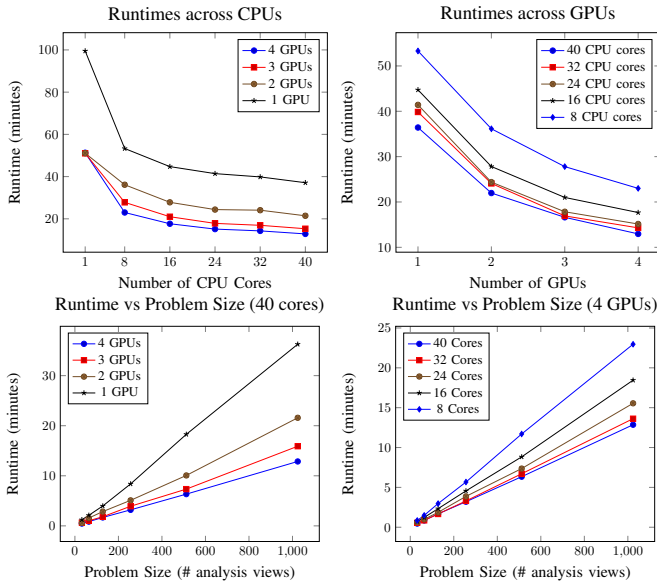 Runtimes across CPUs
Runtime (minutes)
100
80
60
40
20
4 GPUs
3 GPUs
2 GPUs
1 GPU
1 8 16 24 32 40
Number of CPU Cores
Runtimes across GPUs
Runtime (minutes)
50
40
30
20
10
40 CPU cores
32 CPU cores
24 CPU cores
16 CPU cores
8 CPU cores
1 2 3 4
Number of GPUs
Runtime vs Problem Size (40 cores)
Runtime (minutes)
30
20
10
0
4 GPUs
3 GPUs
2 GPUs
1 GPU
0 200 400 600 800 1,000
Problem Size (# analysis views)
Runtime vs Problem Size (4 GPUs)
Runtime (minutes)
25
20
15
10
5
0
40 Cores
32 Cores
24 Cores
16 Cores
8 Cores
0 200 400 600 800 1,000
Problem Size (# analysis views)